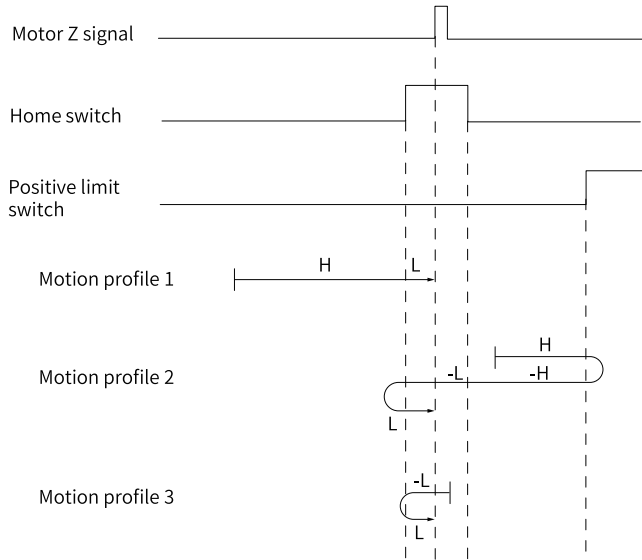 Motor Z signal
Home switch
Positive limit
switch
H L
Motion profile 1
H
Motion profile 2
-L -H
L
-L
Motion profile 3
L